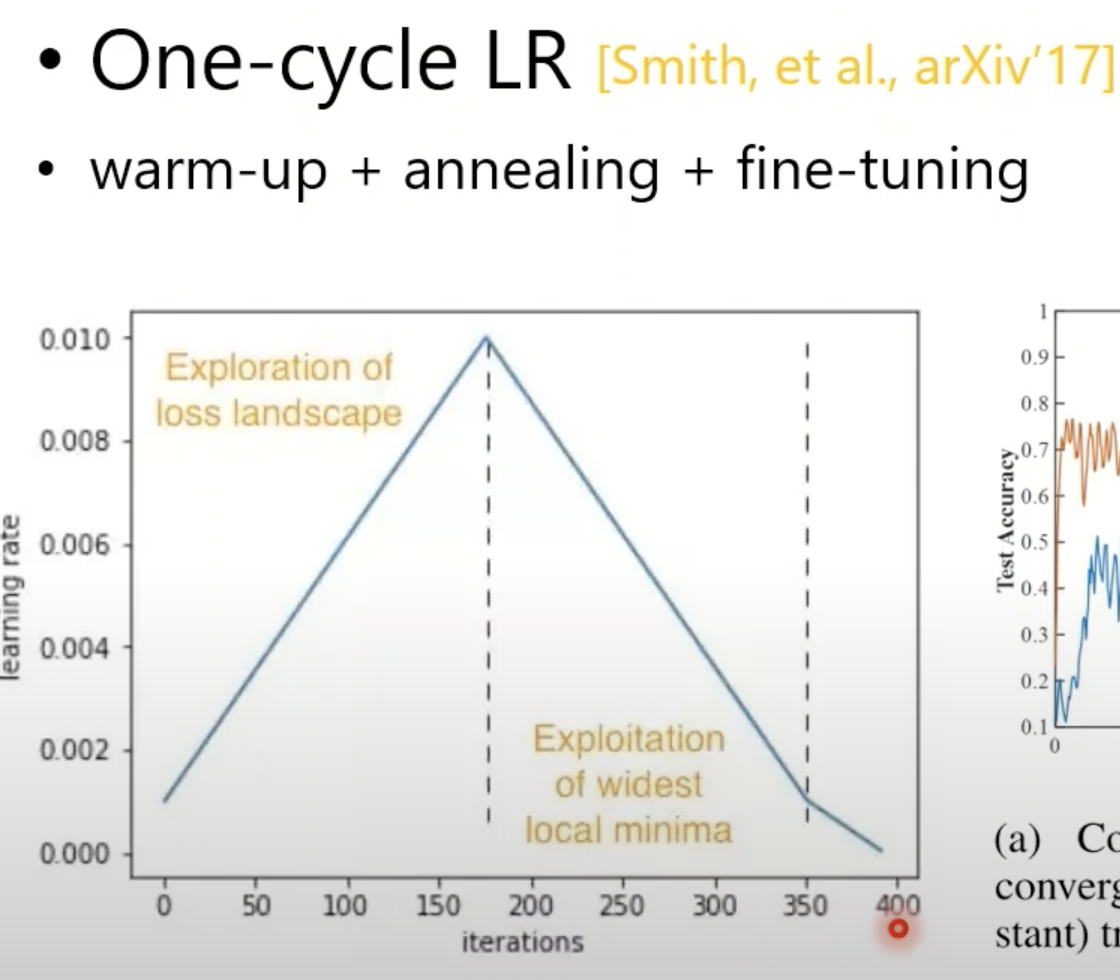 • One-cycle LR [Smith, et al., arXiv'17]
• warm-up + annealing + fine-tuning
0.010
0.008
0.006
0.004
0.002
0.000
learning rate
Exploration of
loss landscape
Exploitation
of widest
local minima
0 50 100 150 200 250 300 350 400
iterations
1
0.9
0.8
0.7
0.6
0.5
0.4
0.3
0.2
0.1
Test Accuracy
0
(a) Co
converg
stant) tr